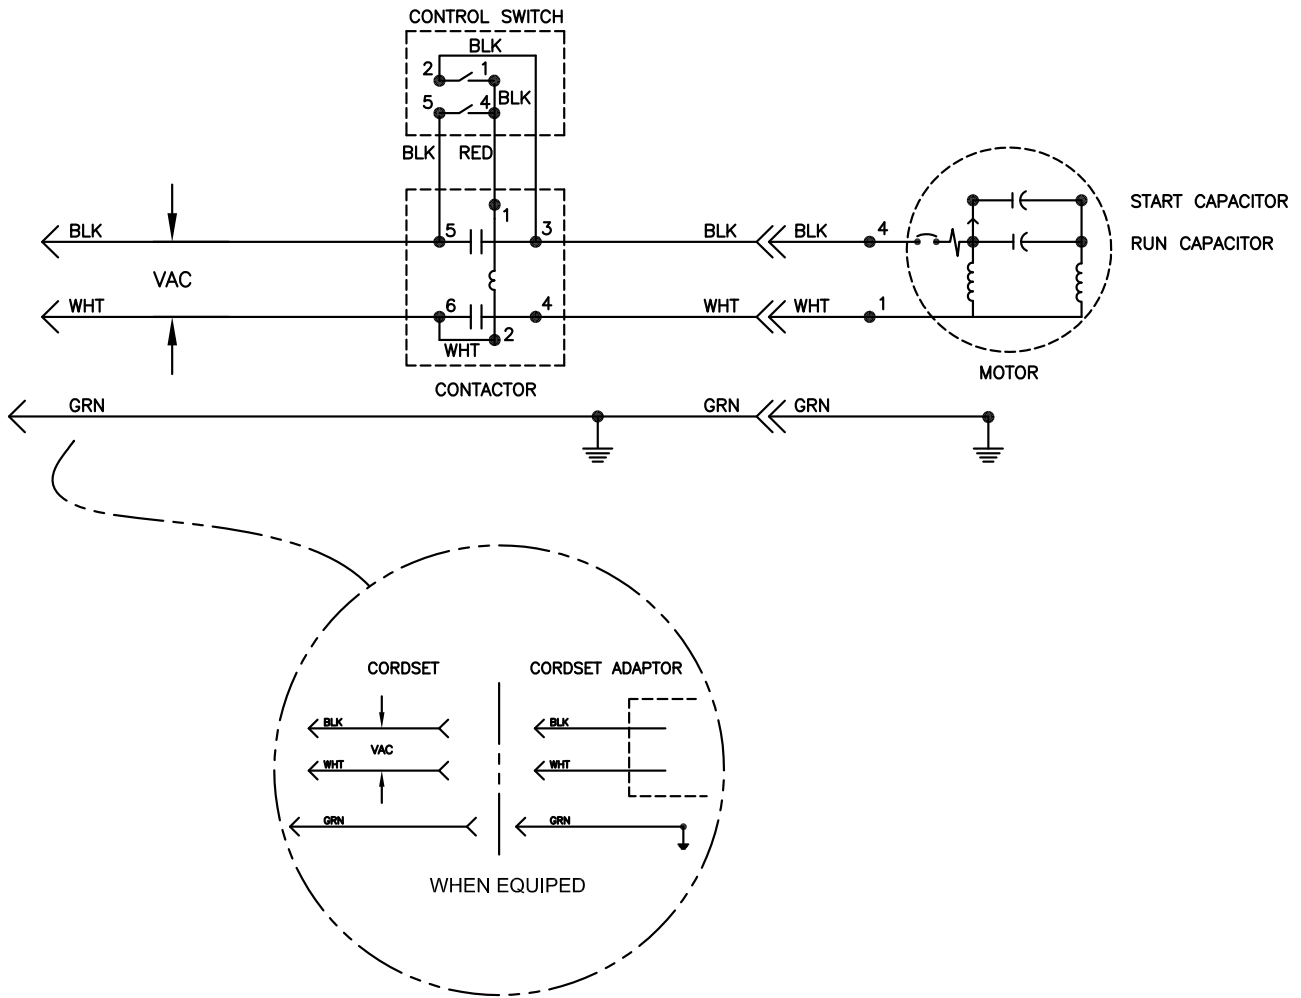 CONTROL SWITCH
BLK
2 1
BLK
5 4
BLK RED
1
BLK 5 3 BLK BLK 4
START CAPACITOR
RUN CAPACITOR
VAC
WHT 6 4 WHT WHT 1
WHT 2
MOTOR
CONTACTOR
GRN GRN GRN
CORDSET CORDSET ADAPTOR
BLK BLK
VAC
WHT WHT
GRN GRN
WHEN EQUIPED